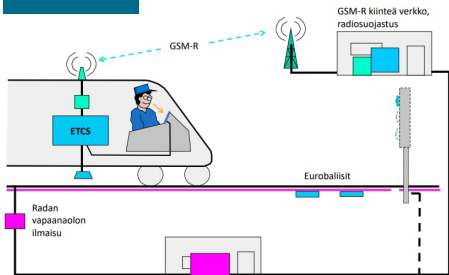 GSM-R kiinteä verkko,
radiosuojastus
GSM-R
ETCS
Eurobaliisit
Radan
vapaanaolon
ilmaisu